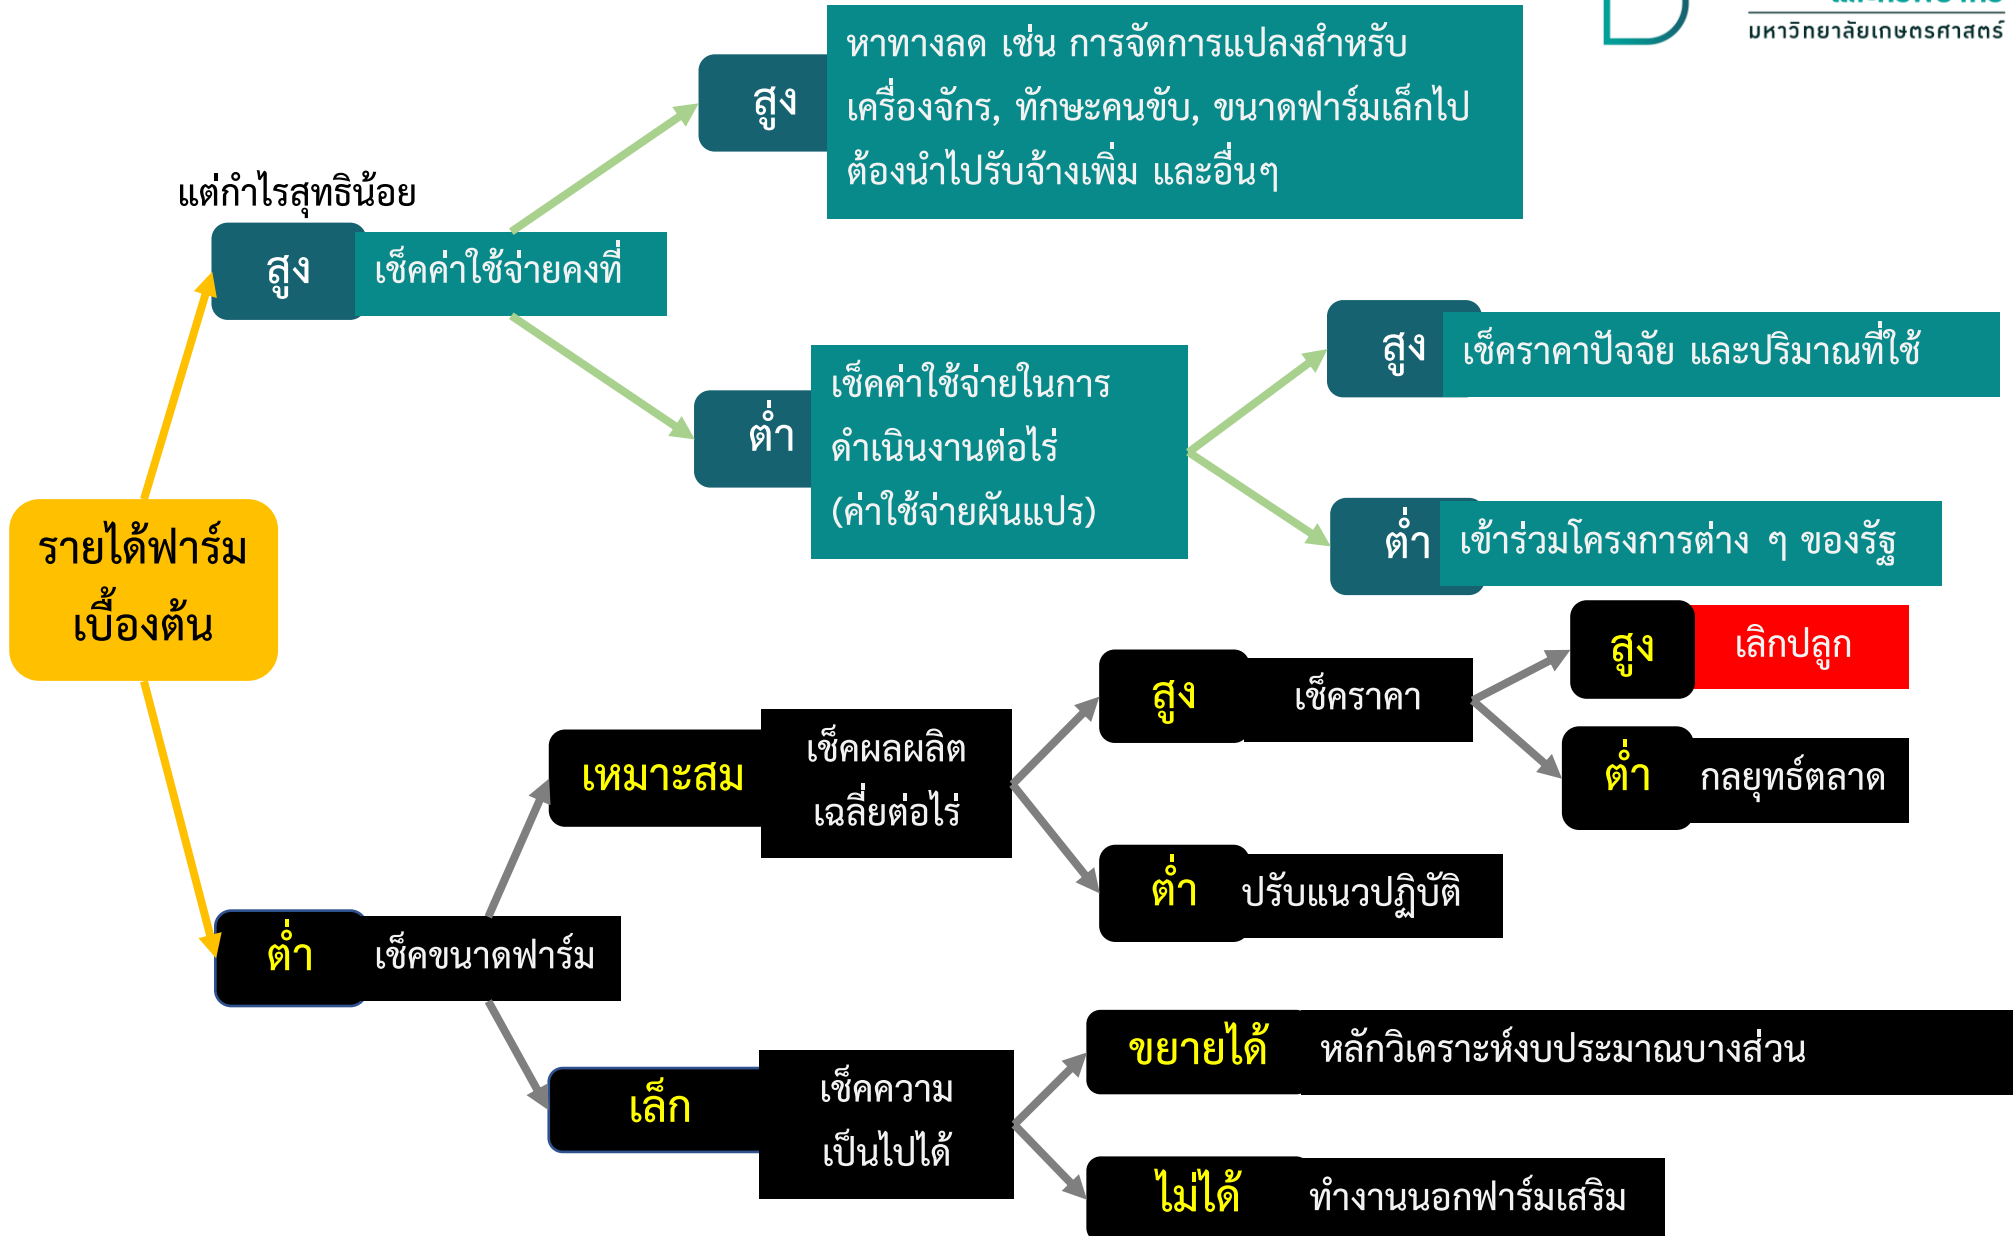 มหาวิทยาลัยเกษตรศาสตร์
สูง
หาทางลด เช่น การจัดการแปลงสำหรับ
เครื่องจักร, ทักษะคนขับ, ขนาดฟาร์มเล็กไป
ต้องนำไปรับจ้างเพิ่ม และอื่นๆ
แต่กำไรสุทธิน้อย
สูง
เช็คค่าใช้จ่ายคงที่
ต่ำ
เช็คค่าใช้จ่ายในการ
ดำเนินงานต่อไร่
(ค่าใช้จ่ายผันแปร)
สูง
เช็คราคาปัจจัย และปริมาณที่ใช้
ต่ำ
เข้าร่วมโครงการต่าง ๆ ของรัฐ
รายได้ฟาร์ม
เบื้องต้น
ต่ำ
เช็คขนาดฟาร์ม
เหมาะสม
เช็คผลผลิต
เฉลี่ยต่อไร่
สูง
เช็คราคา
สูง
เลิกปลูก
ต่ำ
กลยุทธ์ตลาด
ต่ำ
ปรับแนวปฏิบัติ
เล็ก
เช็คความ
เป็นไปได้
ขยายได้
หลักวิเคราะห์งบประมาณบางส่วน
ไม่ได้
ทำงานนอกฟาร์มเสริม